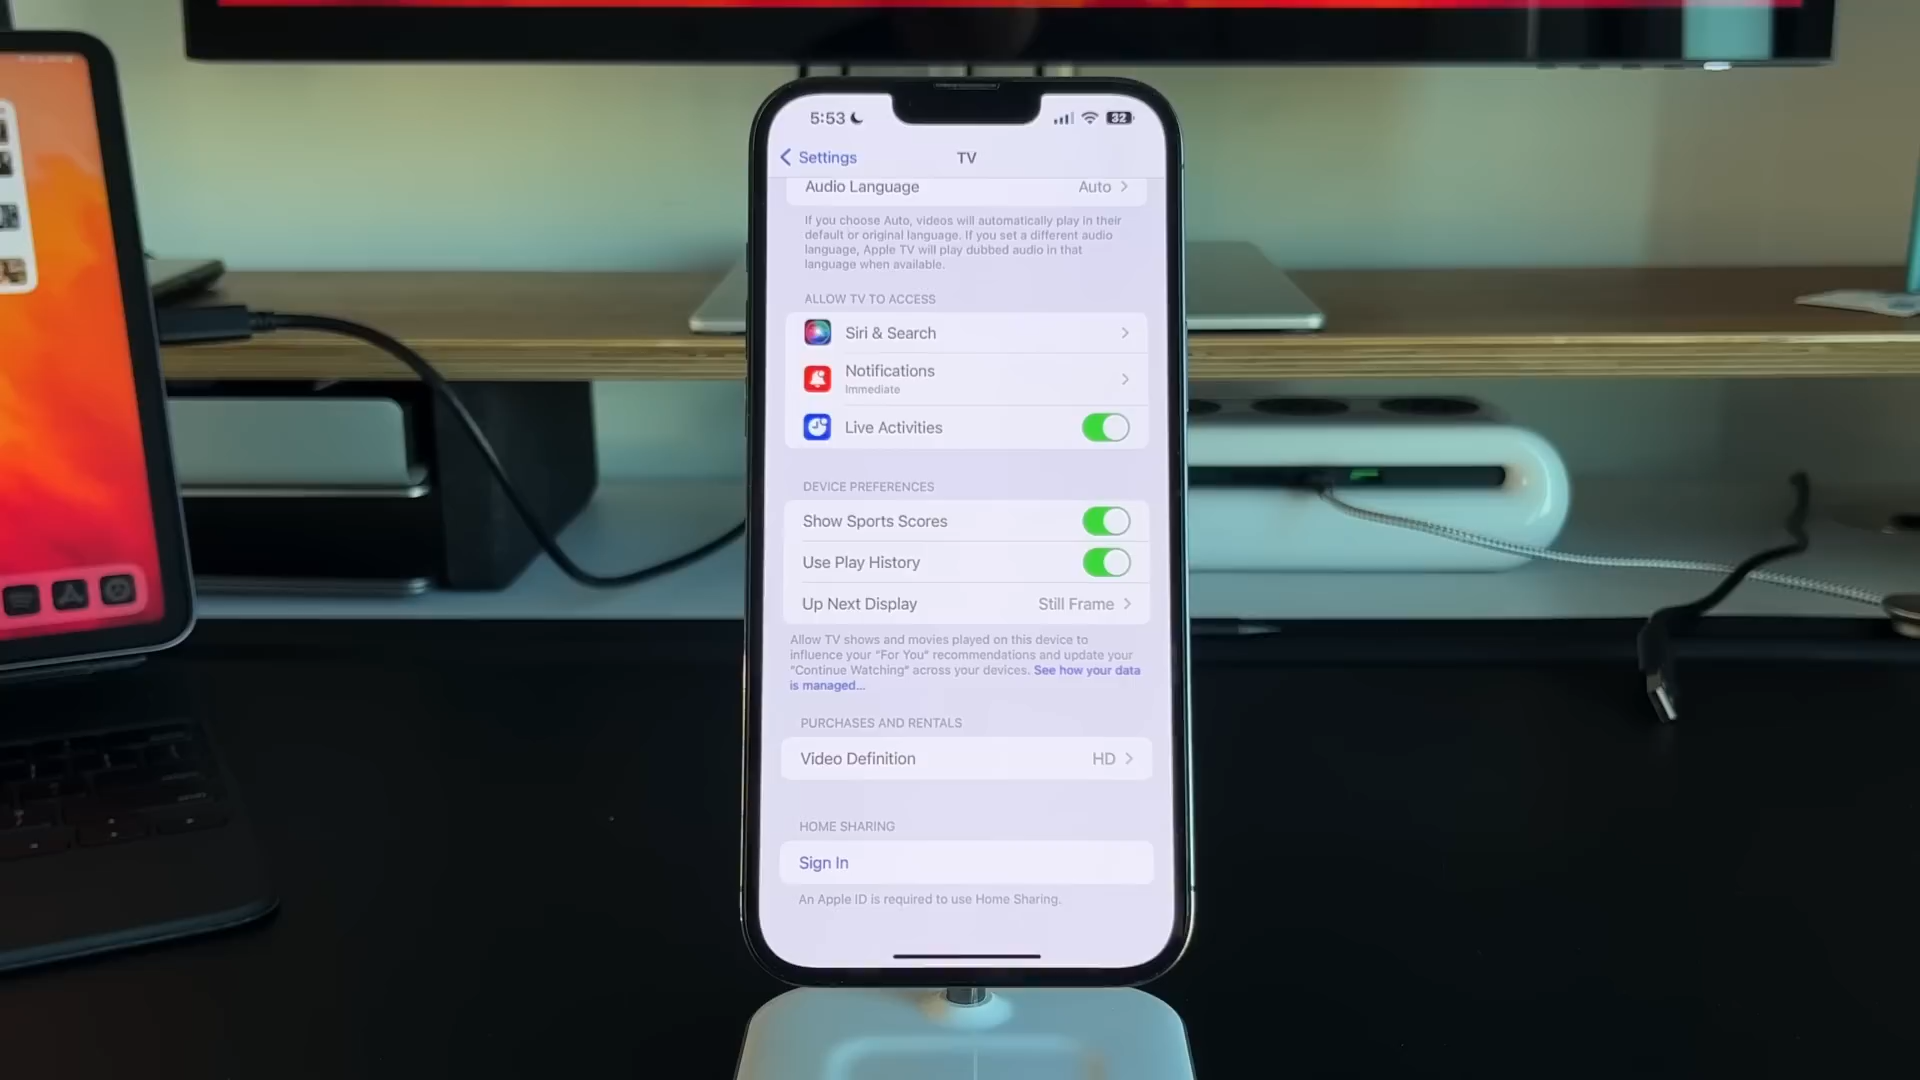 5:53
32
Settings
TV
Audio Language
Auto
If you choose Auto, videos will automatically play in their
default or original language. If you set a different audio
language, Apple TV will play dubbed audio in that
language when available.
ALLOW TV TO ACCESS
Siri & Search
Notifications
Immediate
Live Activities
DEVICE PREFERENCES
Show Sports Scores
Use Play History
Up Next Display
Still Frame
Allow TV shows and movies played on this device to
influence your "For You" recommendations and update your
"Continue Watching" across your devices. See how your data
is managed...
PURCHASES AND RENTALS
Video Definition
HD
HOME SHARING
Sign In
An Apple ID is required to use Home Sharing.